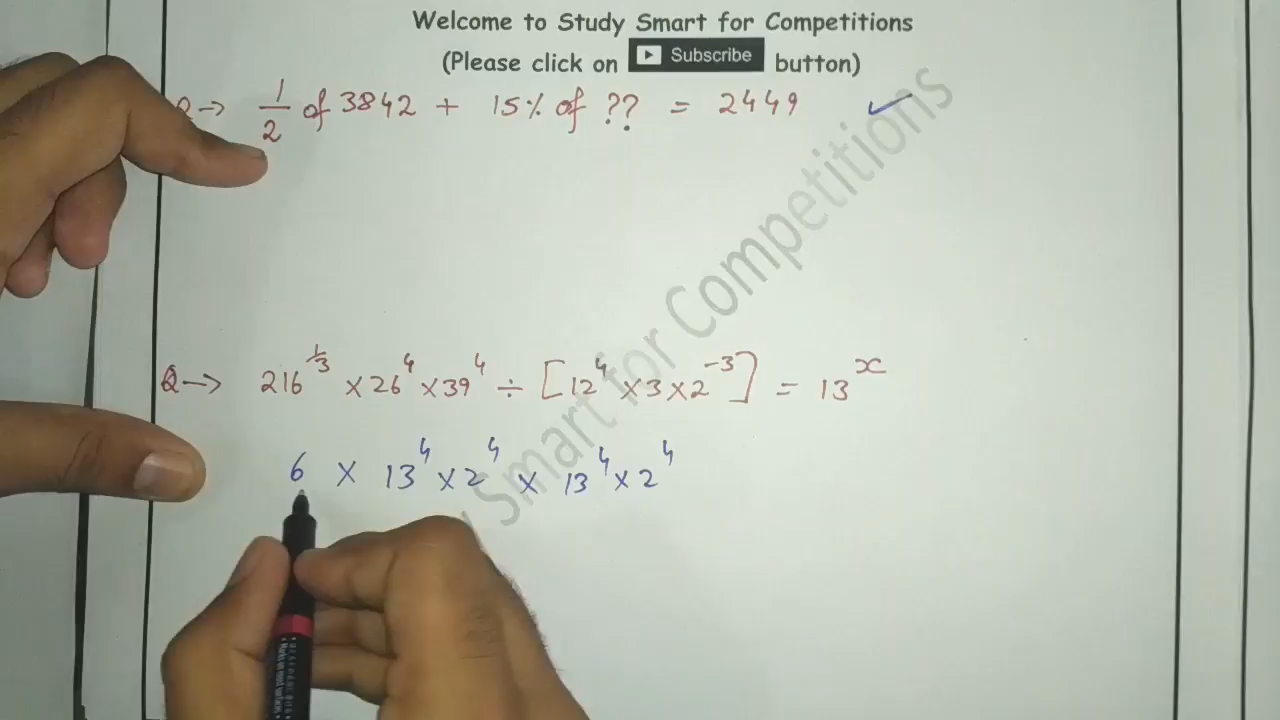 Welcome to Study Smart for Competitions
(Please click on Subscribe button)
Q→ 1/2 of 3842 + 15% of ?? = 2449 ✓
Study Smart for Competitions
Q→ 216^1/3 × 26^4 × 39^4 ÷ [12^4 × 3 × 2^-3] = 13^x
6 × 13^4 × 2^4 × 13^4 × 2^4